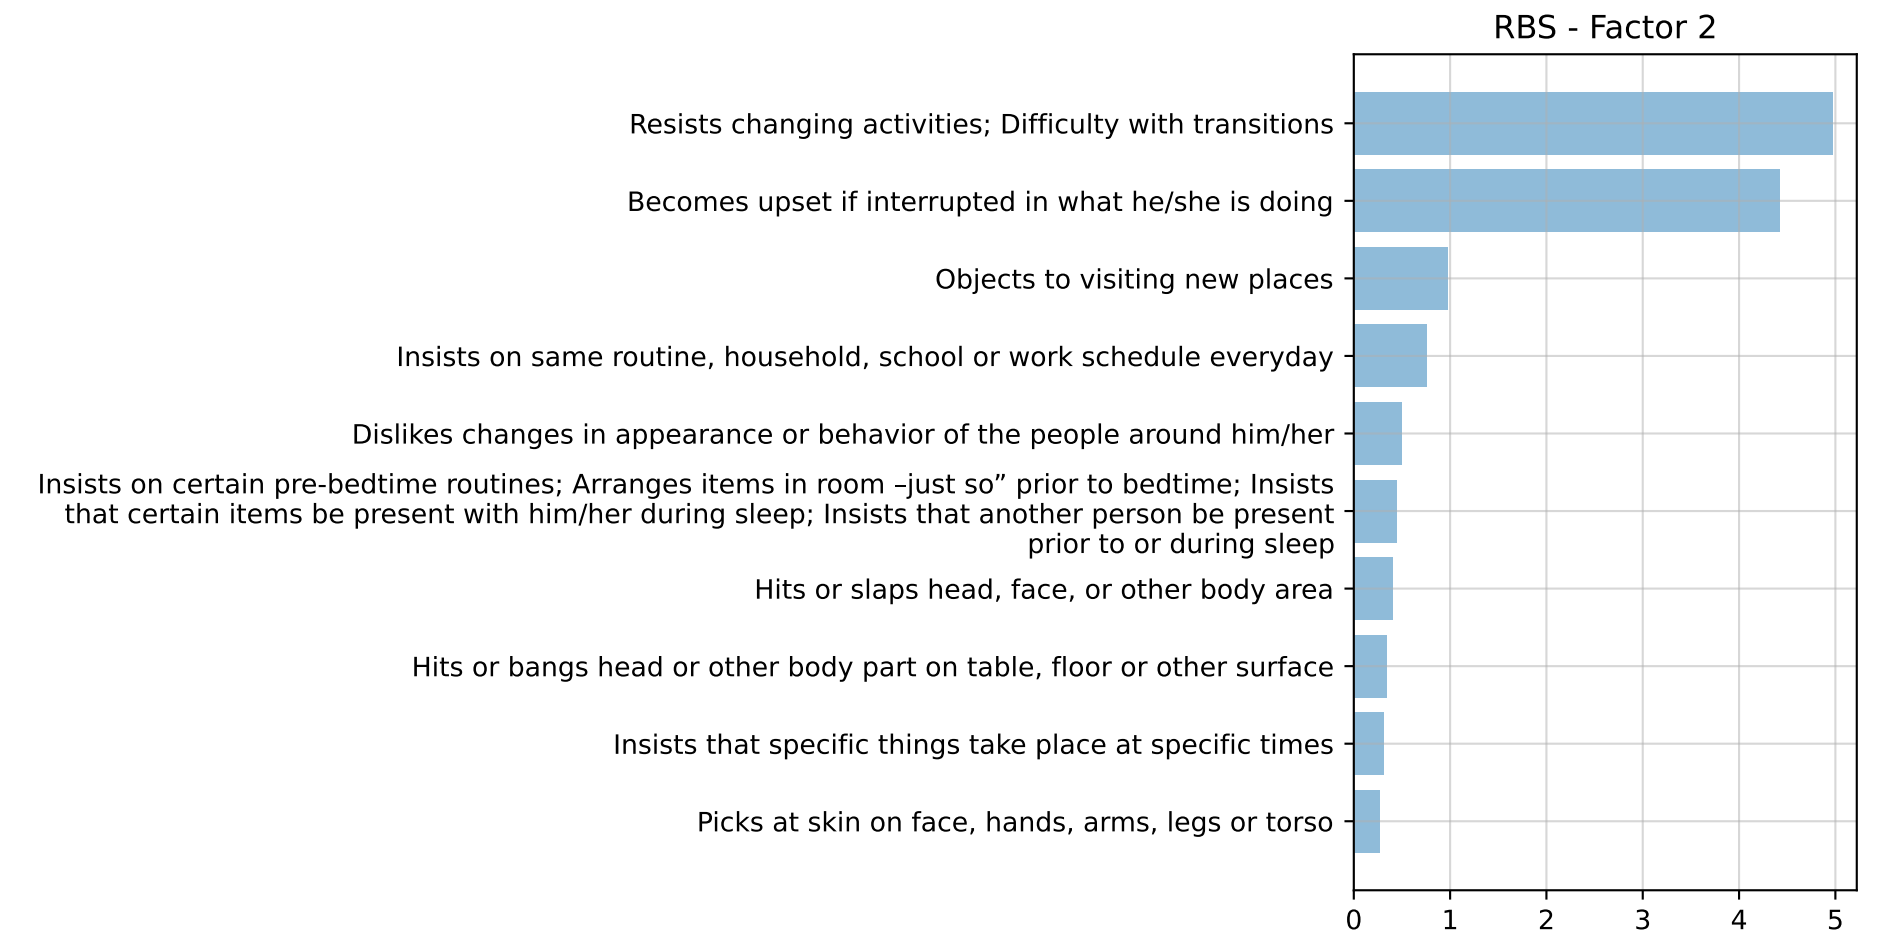 RBS - Factor 2
Resists changing activities; Difficulty with transitions
Becomes upset if interrupted in what he/she is doing
Objects to visiting new places
Insists on same routine, household, school or work schedule everyday
Dislikes changes in appearance or behavior of the people around him/her
Insists on certain pre-bedtime routines; Arranges items in room –just so” prior to bedtime; Insists
that certain items be present with him/her during sleep; Insists that another person be present
prior to or during sleep
Hits or slaps head, face, or other body area
Hits or bangs head or other body part on table, floor or other surface
Insists that specific things take place at specific times
Picks at skin on face, hands, arms, legs or torso
0 1 2 3 4 5